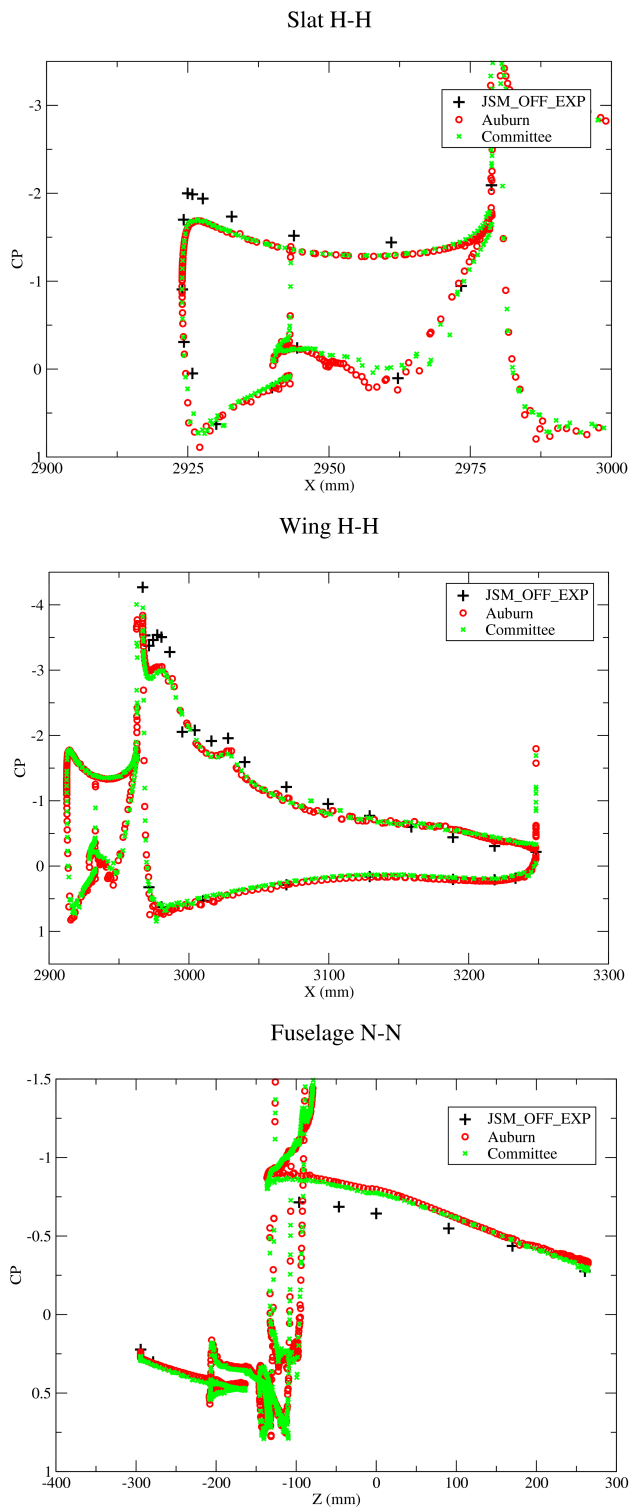 Slat H-H
-3
-2
-1
0
1
CP
JSM_OFF_EXP
Auburn
Committee
2900 2925 2950 2975 3000
X (mm)
Wing H-H
-4
-3
-2
-1
0
1
CP
JSM_OFF_EXP
Auburn
Committee
2900 3000 3100 3200 3300
X (mm)
Fuselage N-N
-1.5
-1
-0.5
0
0.5
1
CP
JSM_OFF_EXP
Auburn
Committee
-400 -300 -200 -100 0 100 200 300
Z (mm)